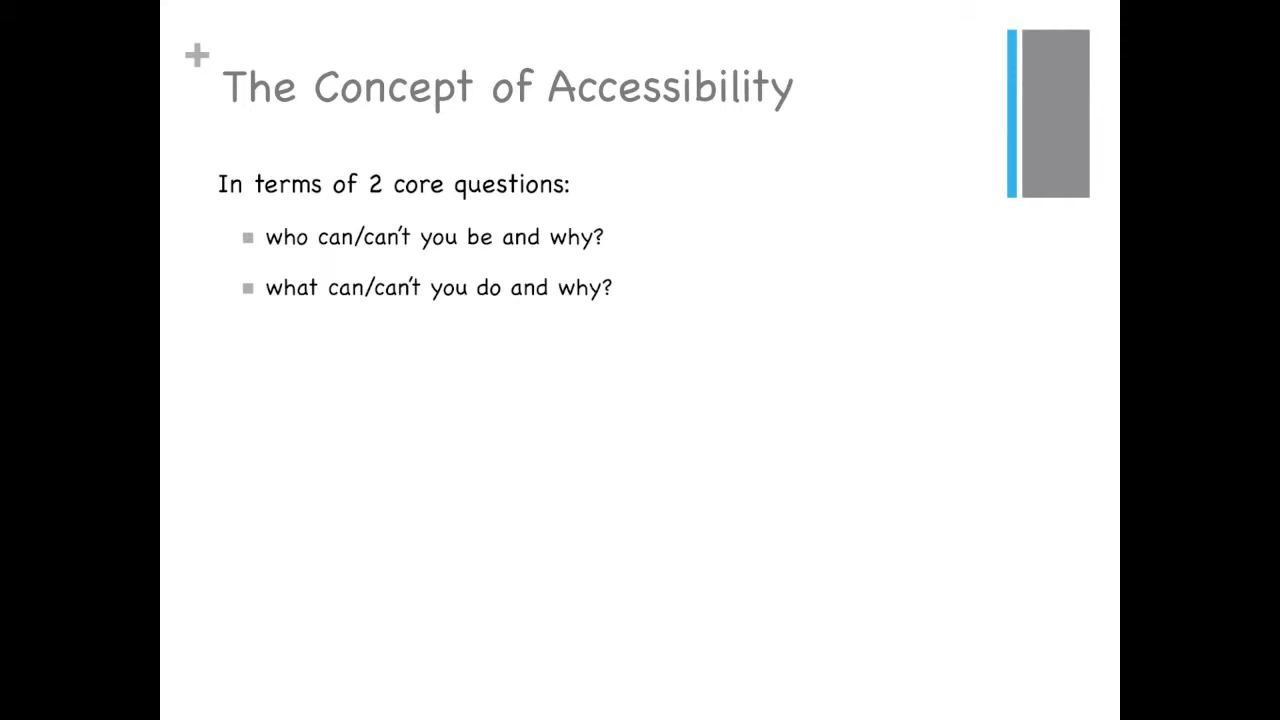 The Concept of Accessibility
In terms of 2 core questions:
who can/can't you be and why?
what can/can't you do and why?